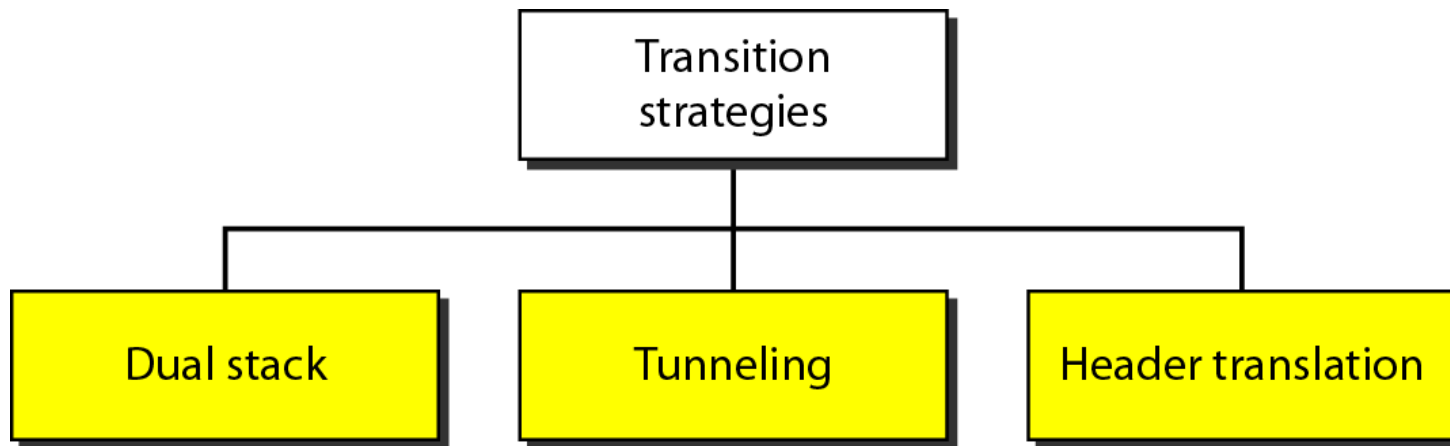 Transition
strategies
Dual stack
Tunneling
Header translation